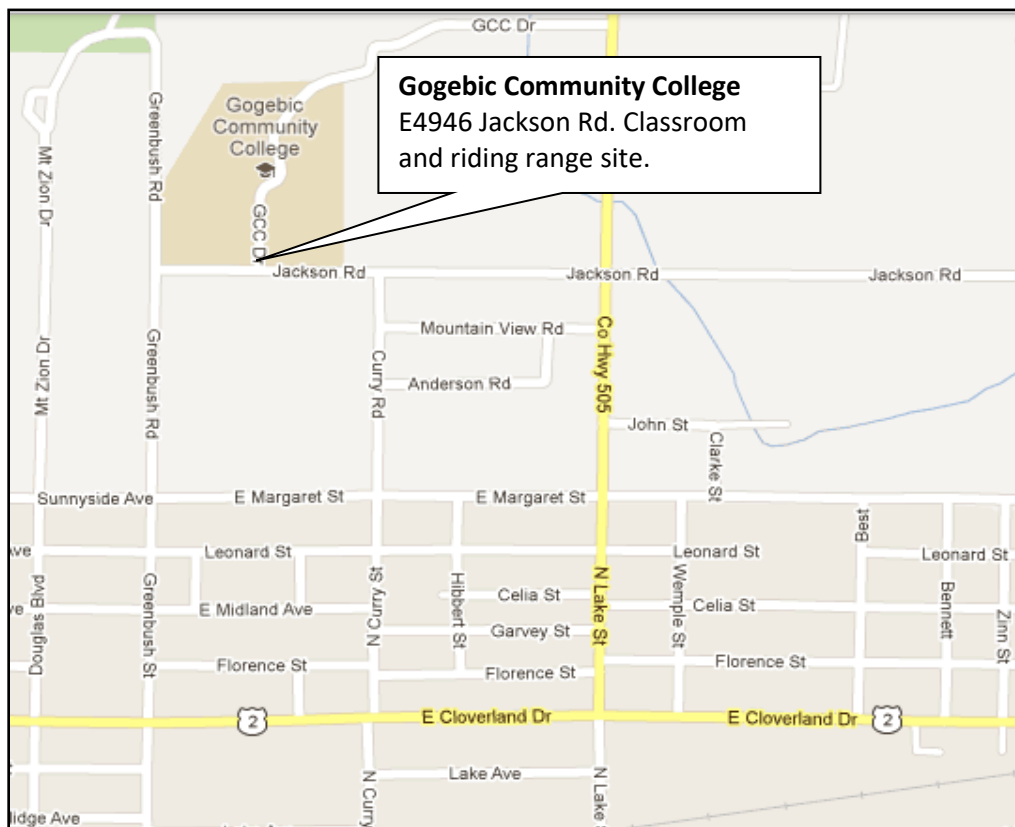 GCC Dr
Gogebic Community College
E4946 Jackson Rd. Classroom
and riding range site.
Gogebic
Community
College
Greenbush Rd
Mt Zion Dr
GCC Dr
Jackson Rd
Jackson Rd
Jackson Rd
Mountain View Rd
Co Hwy 505
Mt Zion Dr
Greenbush Rd
Curry Rd
Anderson Rd
John St
Clarke St
Sunnyside Ave
E Margaret St
E Margaret St
Best
Ave
Leonard St
Leonard St
Leonard St
Douglas Blvd
Greenbush St
N Curry St
Hibbert St
Celia St
N Lake St
Wemple St
Celia St
Bennett
Zinn St
E Midland Ave
Garvey St
Florence St
Florence St
Florence St
2
E Cloverland Dr
E Cloverland Dr
2
N Curry
Lake Ave
N Lake S
lidge Ave